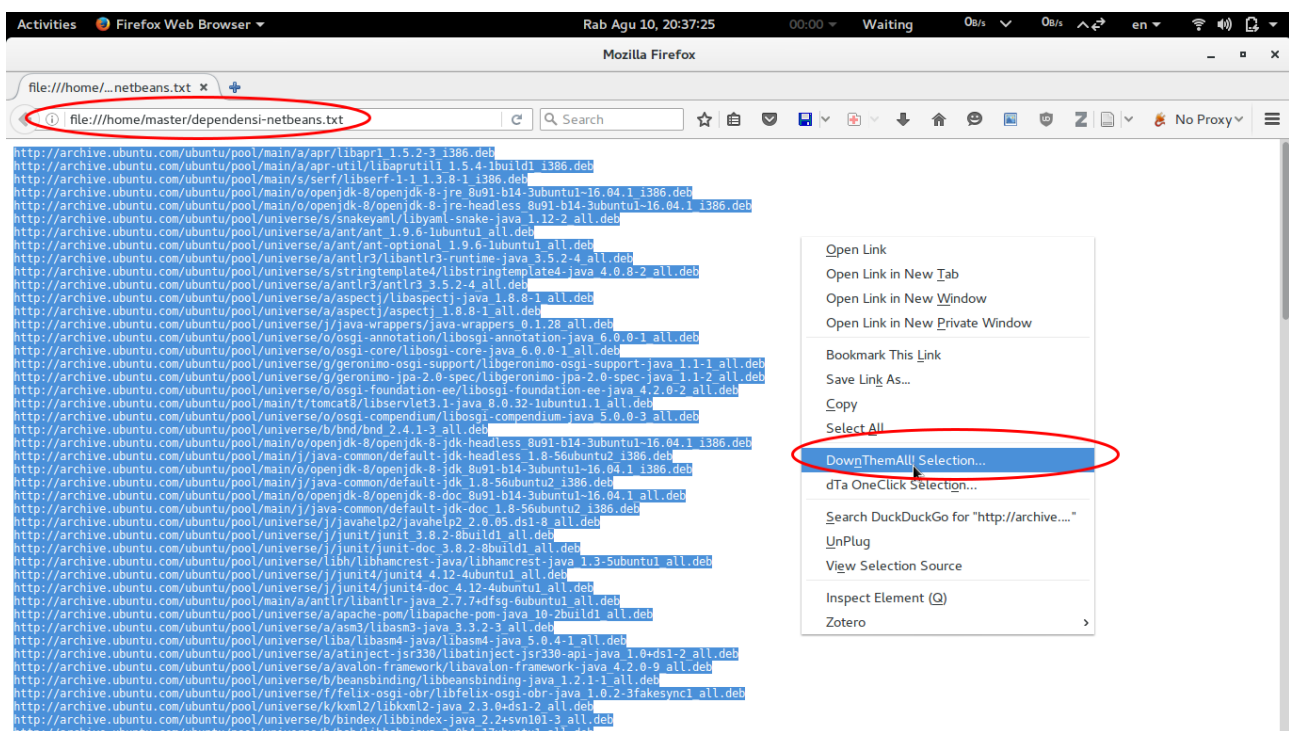 Activities Firefox Web Browser Rab Agu 10, 20:37:25 00:00 Waiting 0B/s 0B/s en
Mozilla Firefox
file:///home/...netbeans.txt
file:///home/master/dependensi-netbeans.txt Search No Proxy
http://archive.ubuntu.com/ubuntu/pool/main/a/apr/libapr1_1.5.2-3_i386.deb
http://archive.ubuntu.com/ubuntu/pool/main/a/apr-util/libaprutil1_1.5.4-1build1_i386.deb
http://archive.ubuntu.com/ubuntu/pool/main/s/serf/libserf-1-1_1.3.8-1_i386.deb
http://archive.ubuntu.com/ubuntu/pool/main/o/openjdk-8/openjdk-8-jre_8u91-b14-3ubuntu1~16.04.1_i386.deb
http://archive.ubuntu.com/ubuntu/pool/main/o/openjdk-8/openjdk-8-jre-headless_8u91-b14-3ubuntu1~16.04.1_i386.deb
http://archive.ubuntu.com/ubuntu/pool/universe/s/snakeyaml/libyaml-snake-java_1.12-2_all.deb
http://archive.ubuntu.com/ubuntu/pool/universe/a/ant/ant_1.9.6-1ubuntu1_all.deb
http://archive.ubuntu.com/ubuntu/pool/universe/a/ant/ant-optional_1.9.6-1ubuntu1_all.deb
http://archive.ubuntu.com/ubuntu/pool/universe/a/antlr3/libantlr3-runtime-java_3.5.2-4_all.deb
http://archive.ubuntu.com/ubuntu/pool/universe/s/stringtemplate4/libstringtemplate4-java_4.0.8-2_all.deb
http://archive.ubuntu.com/ubuntu/pool/universe/a/antlr3/antlr3_3.5.2-4_all.deb
http://archive.ubuntu.com/ubuntu/pool/universe/a/aspectj/libaspectj-java_1.8.8-1_all.deb
http://archive.ubuntu.com/ubuntu/pool/universe/a/aspectj/aspectj_1.8.8-1_all.deb
http://archive.ubuntu.com/ubuntu/pool/universe/j/java-wrappers/java-wrappers_0.1.28_all.deb
http://archive.ubuntu.com/ubuntu/pool/universe/o/osgi-annotation/libosgi-annotation-java_6.0.0-1_all.deb
http://archive.ubuntu.com/ubuntu/pool/universe/o/osgi-core/libosgi-core-java_6.0.0-1_all.deb
http://archive.ubuntu.com/ubuntu/pool/universe/g/geronimo-osgi-support/libgeronimo-osgi-support-java_1.1-1_all.deb
http://archive.ubuntu.com/ubuntu/pool/universe/g/geronimo-jpa-2.0-spec/libgeronimo-jpa-2.0-spec-java_1.1-2_all.deb
http://archive.ubuntu.com/ubuntu/pool/universe/o/osgi-foundation-ee/libosgi-foundation-ee-java_4.2.0-2_all.deb
http://archive.ubuntu.com/ubuntu/pool/main/t/tomcat8/libservlet3.1-java_8.0.32-1ubuntu1.1_all.deb
http://archive.ubuntu.com/ubuntu/pool/universe/o/osgi-compendium/libosgi-compendium-java_5.0.0-3_all.deb
http://archive.ubuntu.com/ubuntu/pool/universe/b/bnd/bnd_2.4.1-3_all.deb
http://archive.ubuntu.com/ubuntu/pool/main/o/openjdk-8/openjdk-8-jdk-headless_8u91-b14-3ubuntu1~16.04.1_i386.deb
http://archive.ubuntu.com/ubuntu/pool/main/j/java-common/default-jdk-headless_1.8-56ubuntu2_i386.deb
http://archive.ubuntu.com/ubuntu/pool/main/o/openjdk-8/openjdk-8-jdk_8u91-b14-3ubuntu1~16.04.1_i386.deb
http://archive.ubuntu.com/ubuntu/pool/main/j/java-common/default-jdk_1.8-56ubuntu2_i386.deb
http://archive.ubuntu.com/ubuntu/pool/main/o/openjdk-8/openjdk-8-doc_8u91-b14-3ubuntu1~16.04.1_all.deb
http://archive.ubuntu.com/ubuntu/pool/main/j/java-common/default-jdk-doc_1.8-56ubuntu2_i386.deb
http://archive.ubuntu.com/ubuntu/pool/universe/j/javahelp2/javahelp2_2.0.05.ds1-8_all.deb
http://archive.ubuntu.com/ubuntu/pool/universe/j/junit/junit_3.8.2-8build1_all.deb
http://archive.ubuntu.com/ubuntu/pool/universe/j/junit/junit-doc_3.8.2-8build1_all.deb
http://archive.ubuntu.com/ubuntu/pool/universe/libh/libhamcrest-java/libhamcrest-java_1.3-5ubuntu1_all.deb
http://archive.ubuntu.com/ubuntu/pool/universe/j/junit4/junit4_4.12-4ubuntu1_all.deb
http://archive.ubuntu.com/ubuntu/pool/universe/j/junit4/junit4-doc_4.12-4ubuntu1_all.deb
http://archive.ubuntu.com/ubuntu/pool/main/a/antlr/libantlr-java_2.7.7+dfsg-6ubuntu1_all.deb
http://archive.ubuntu.com/ubuntu/pool/universe/a/apache-pom/libapache-pom-java_10-2build1_all.deb
http://archive.ubuntu.com/ubuntu/pool/universe/a/asm3/libasm3-java_3.3.2-3_all.deb
http://archive.ubuntu.com/ubuntu/pool/universe/liba/libasm4-java/libasm4-java_5.0.4-1_all.deb
http://archive.ubuntu.com/ubuntu/pool/universe/a/atinject-jsr330/libatinject-jsr330-api-java_1.0+ds1-2_all.deb
http://archive.ubuntu.com/ubuntu/pool/universe/a/avalon-framework/libavalon-framework-java_4.2.0-9_all.deb
http://archive.ubuntu.com/ubuntu/pool/universe/b/beansbinding/libbeansbinding-java_1.2.1-1_all.deb
http://archive.ubuntu.com/ubuntu/pool/universe/f/felix-osgi-obr/libfelix-osgi-obr-java_1.0.2-3fakesync1_all.deb
http://archive.ubuntu.com/ubuntu/pool/universe/k/kxml2/libkxml2-java_2.3.0+ds1-2_all.deb
http://archive.ubuntu.com/ubuntu/pool/universe/b/bindex/libbindex-java_2.2+svn101-3_all.deb
Open Link
Open Link in New Tab
Open Link in New Window
Open Link in New Private Window
Bookmark This Link
Save Link As...
Copy
Select All
DownThemAll! Selection...
dTa OneClick Selection...
Search DuckDuckGo for "http://archive...."
UnPlug
View Selection Source
Inspect Element (Q)
Zotero